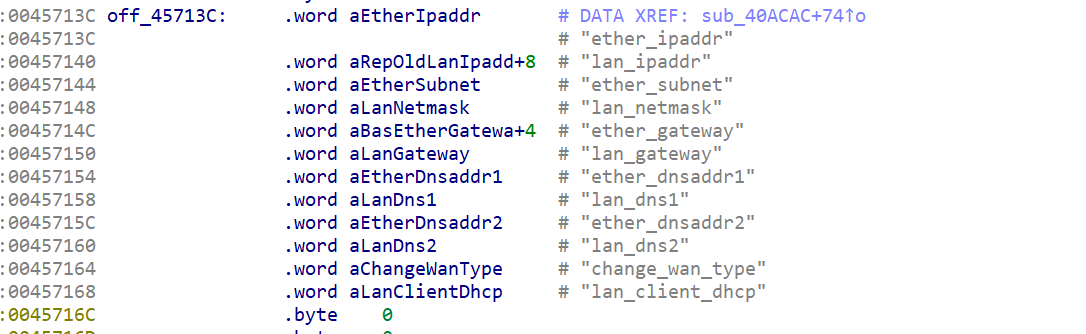 :0045713C off_45713C: .word aEtherIpaddr # DATA XREF: sub_40ACAC+74↑o
:0045713C # "ether_ipaddr"
:00457140 .word aRepOldLanIpadd+8 # "lan_ipaddr"
:00457144 .word aEtherSubnet # "ether_subnet"
:00457148 .word aLanNetmask # "lan_netmask"
:0045714C .word aBasEtherGatewa+4 # "ether_gateway"
:00457150 .word aLanGateway # "lan_gateway"
:00457154 .word aEtherDnsaddr1 # "ether_dnsaddr1"
:00457158 .word aLanDns1 # "lan_dns1"
:0045715C .word aEtherDnsaddr2 # "ether_dnsaddr2"
:00457160 .word aLanDns2 # "lan_dns2"
:00457164 .word aChangeWanType # "change_wan_type"
:00457168 .word aLanClientDhcp # "lan_client_dhcp"
:0045716C .byte 0